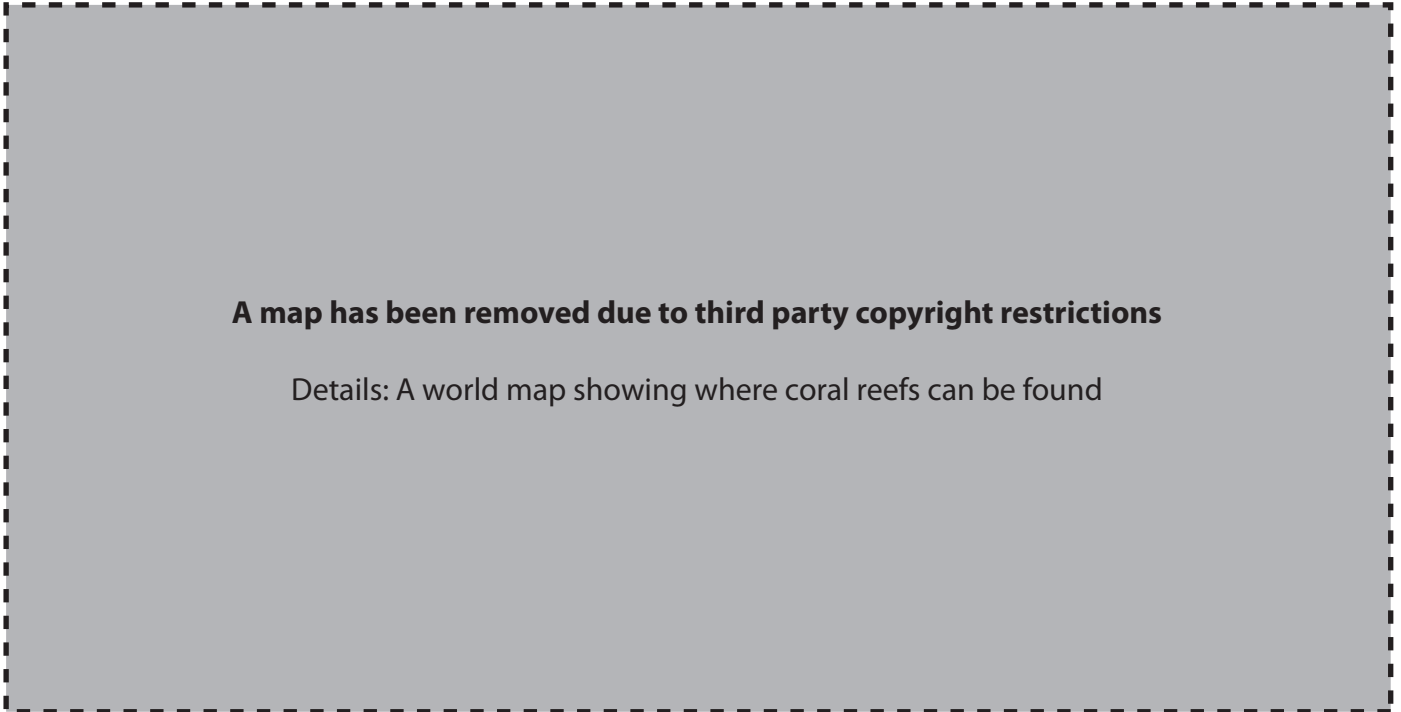 A map has been removed due to third party copyright restrictions
Details: A world map showing where coral reefs can be found